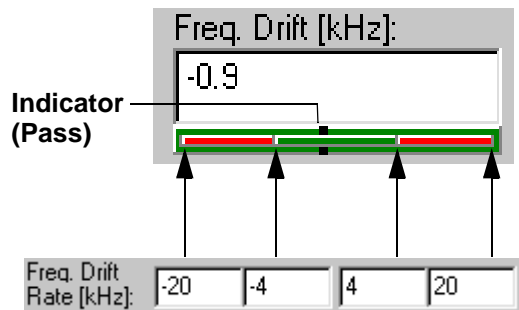 Freq. Drift [kHz]:
-0.9
Indicator
(Pass)
Freq. Drift
Rate [kHz]:
-20
-4
4
20